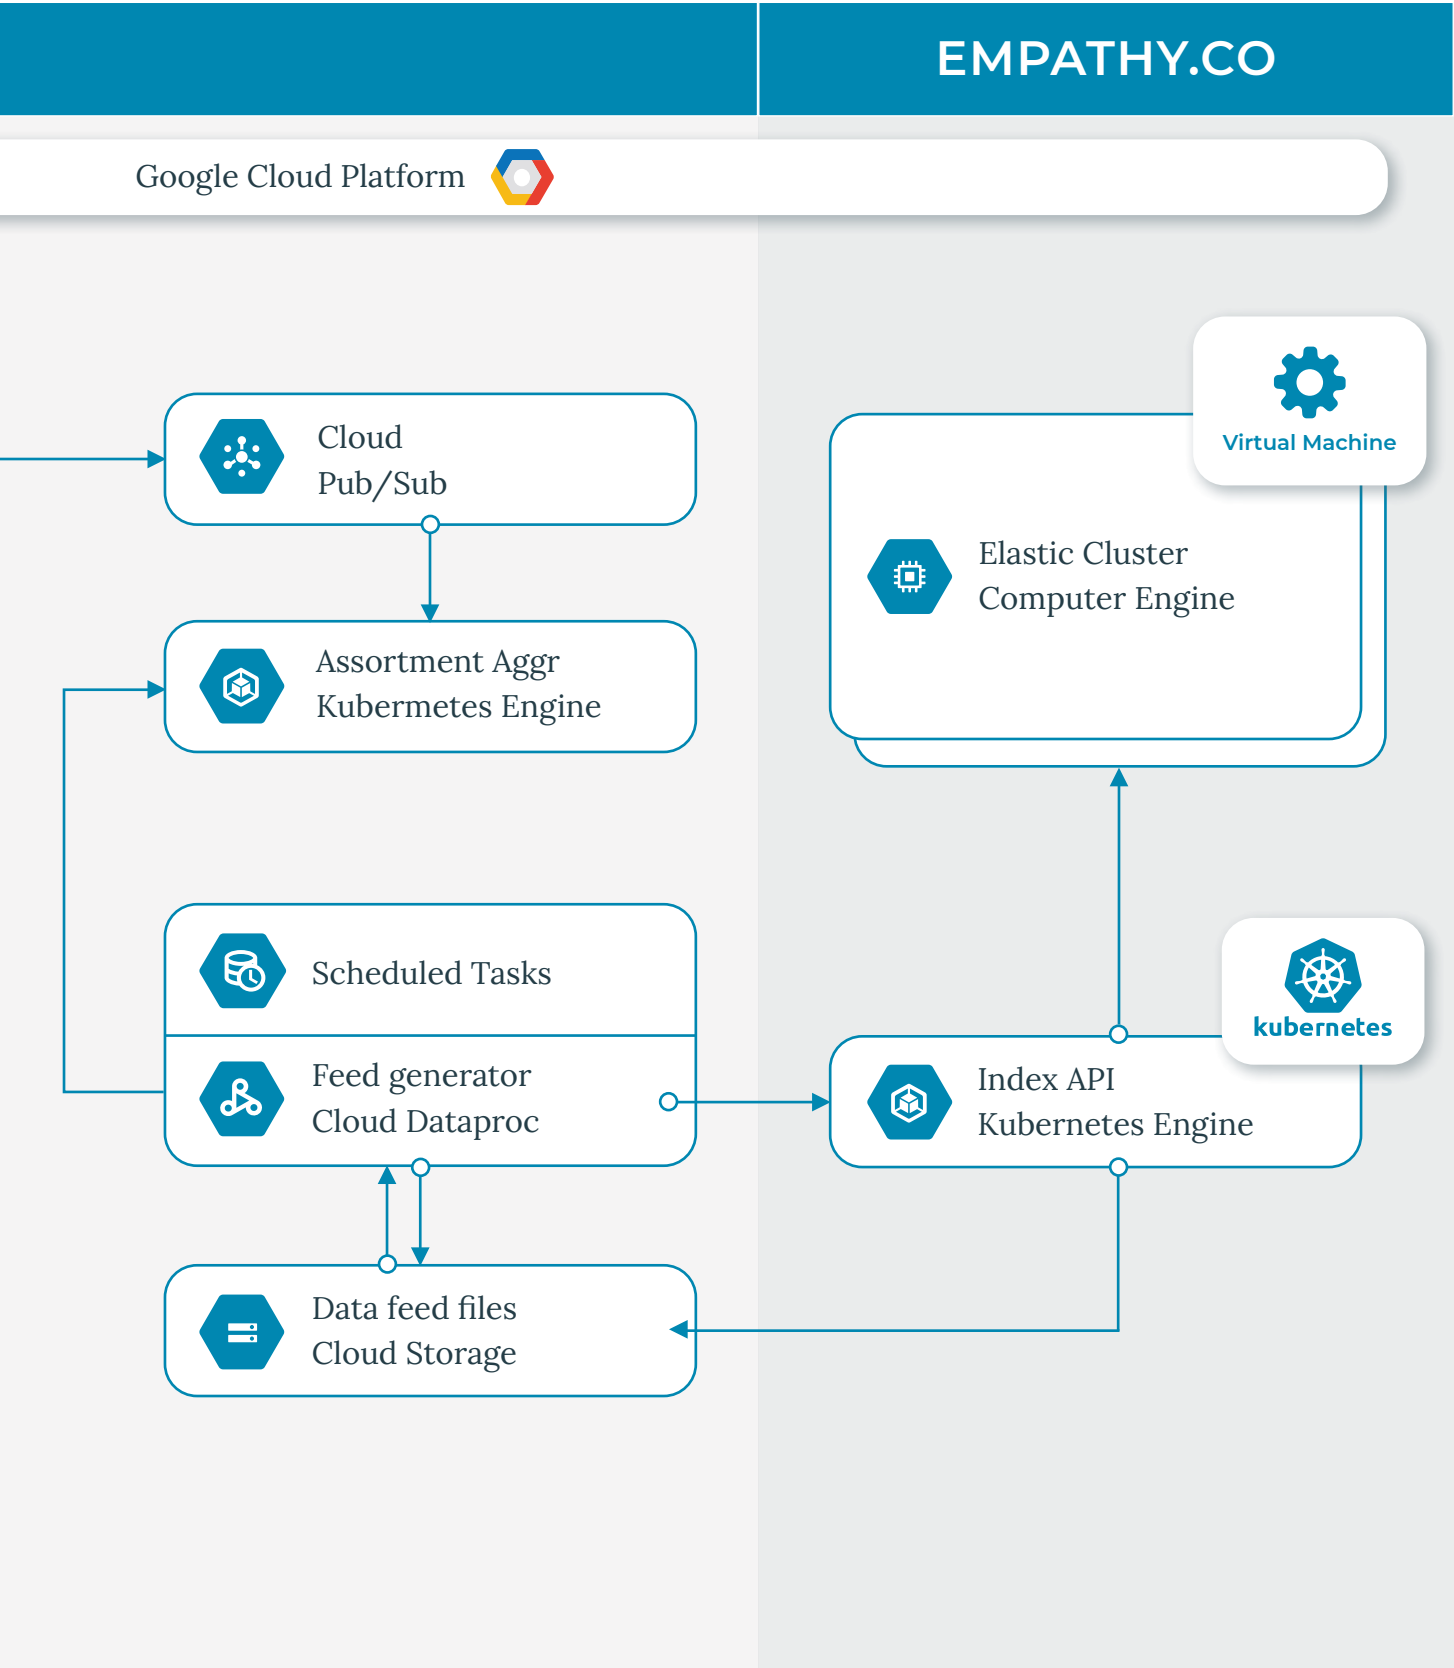 EMPATHY.CO
Google Cloud Platform
Cloud
Pub/Sub
Assortment Aggr
Kubermetes Engine
Scheduled Tasks
Feed generator
Cloud Dataproc
Data feed files
Cloud Storage
Virtual Machine
Elastic Cluster
Computer Engine
kubernetes
Index API
Kubernetes Engine